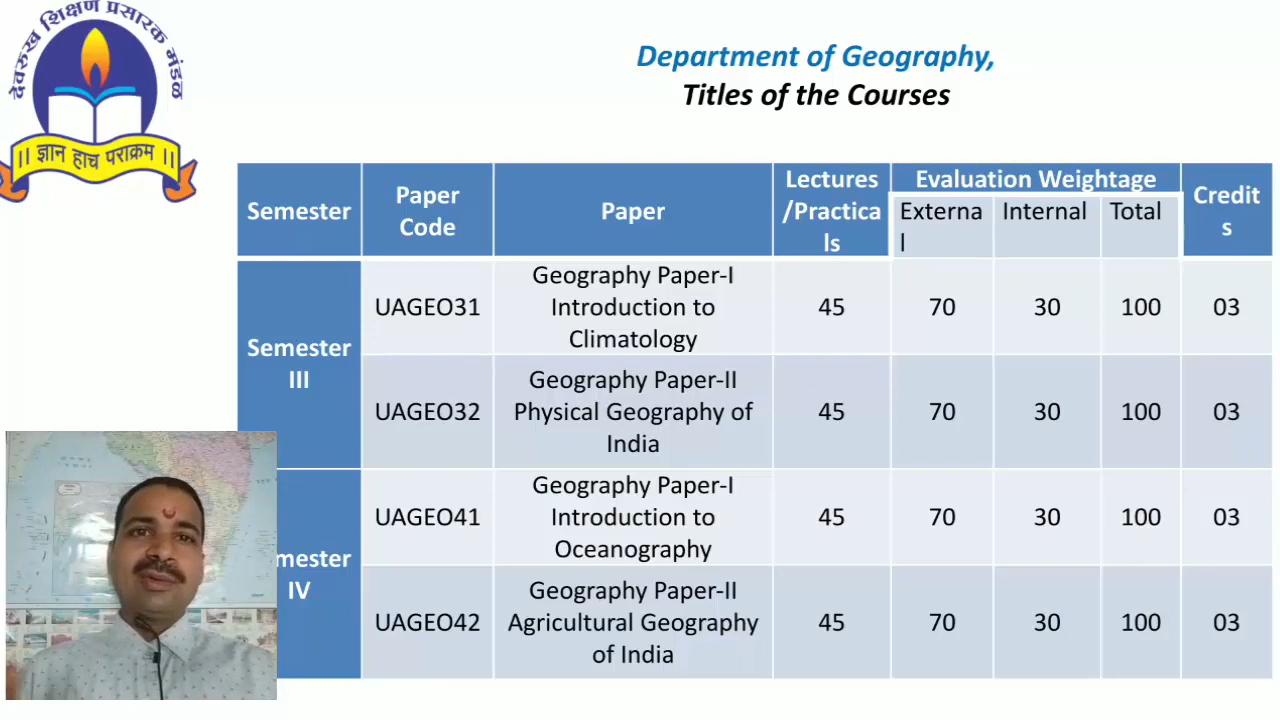 देवरुख शिक्षण प्रसारक मंडळ
|| ज्ञान हाच पराक्रम ||
Department of Geography,
Titles of the Courses
Semester
Paper
Code
Paper
Lectures
/Practica
ls
Evaluation Weightage
Externa
l
Internal
Total
Credit
s
Semester
III
UAGEO31
Geography Paper-I
Introduction to
Climatology
45
70
30
100
03
UAGEO32
Geography Paper-II
Physical Geography of
India
45
70
30
100
03
mester
IV
UAGEO41
Geography Paper-I
Introduction to
Oceanography
45
70
30
100
03
UAGEO42
Geography Paper-II
Agricultural Geography
of India
45
70
30
100
03